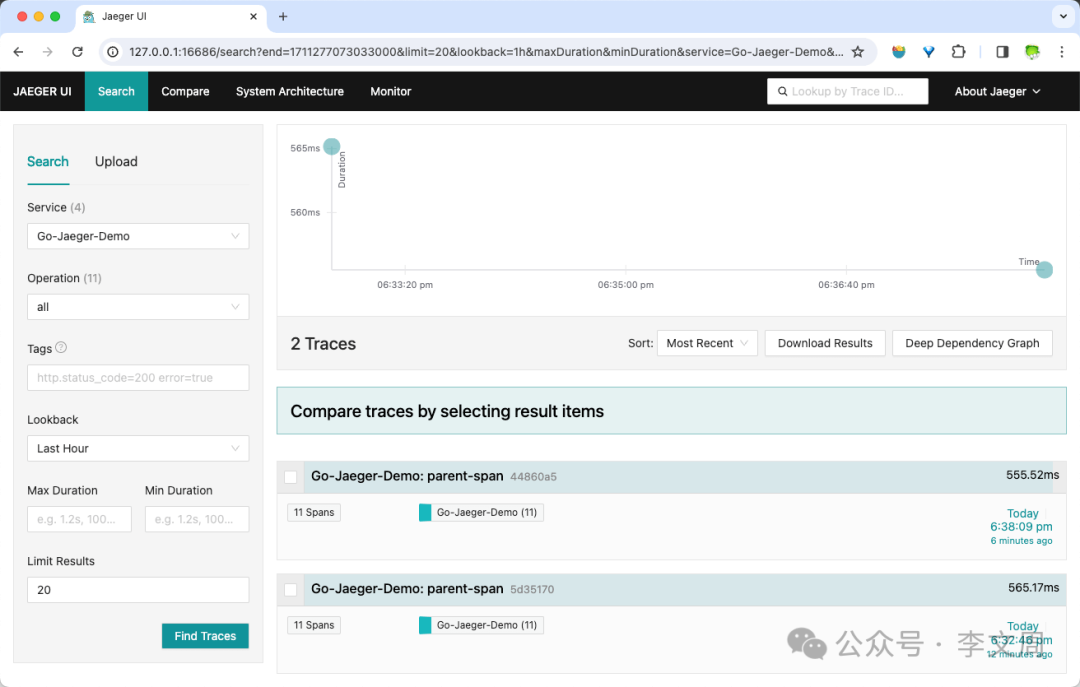 Jaeger UI
127.0.0.1:16686/search?end=1711277073033000&limit=20&lookback=1h&maxDuration&minDuration&service=Go-Jaeger-Demo&...
JAEGER UI Search Compare System Architecture Monitor Lookup by Trace ID... About Jaeger
Search Upload
Service (4)
Go-Jaeger-Demo
Operation (11)
all
Tags
http.status_code=200 error=true
Lookback
Last Hour
Max Duration Min Duration
e.g. 1.2s, 100... e.g. 1.2s, 100...
Limit Results
20
Find Traces
565ms
Duration
560ms
Time
06:33:20 pm 06:35:00 pm 06:36:40 pm
2 Traces Sort: Most Recent Download Results Deep Dependency Graph
Compare traces by selecting result items
Go-Jaeger-Demo: parent-span 44860a5 555.52ms
11 Spans Go-Jaeger-Demo (11) Today
6:38:09 pm
6 minutes ago
Go-Jaeger-Demo: parent-span 5d35170 565.17ms
11 Spans Go-Jaeger-Demo (11) Today
6:32:46 pm
12 minutes ago
公众号 · 李文周